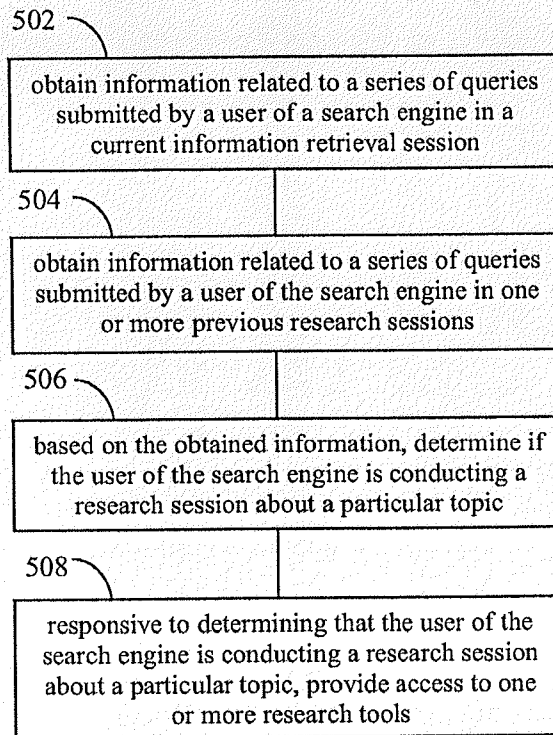 502
obtain information related to a series of queries
submitted by a user of a search engine in a
current information retrieval session
504
obtain information related to a series of queries
submitted by a user of the search engine in one
or more previous research sessions
506
based on the obtained information, determine if
the user of the search engine is conducting a
research session about a particular topic
508
responsive to determining that the user of the
search engine is conducting a research session
about a particular topic, provide access to one
or more research tools